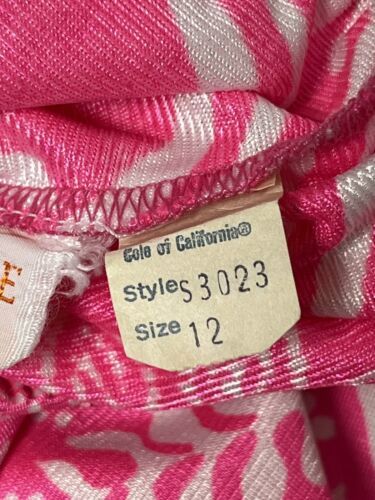 Cole of California®
Style S3023
Size 12
E